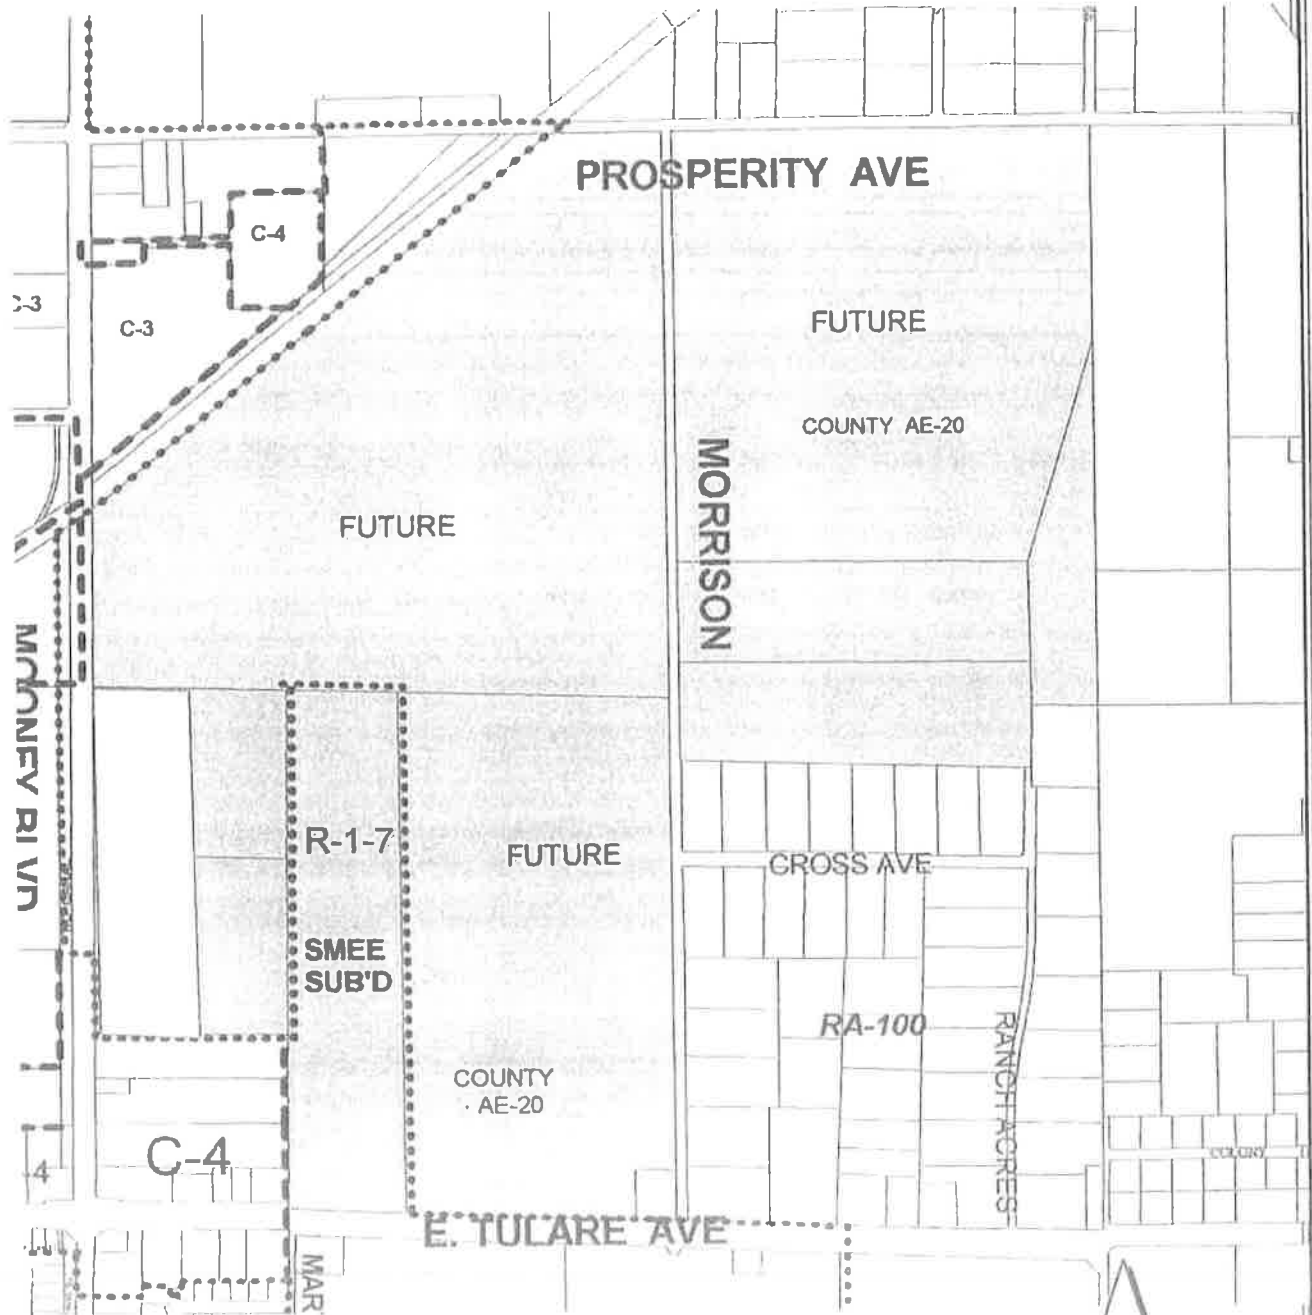 PROSPERITY AVE
C-4
C-3
C-3
FUTURE
COUNTY AE-20
MORRISON
FUTURE
MOONEY BLVD
R-1-7
FUTURE
CROSS AVE
SMEE
SUB'D
RA-100
RANCH ACRES
COUNTY
AE-20
C-4
4
COLONY
E. TULARE AVE
MAR